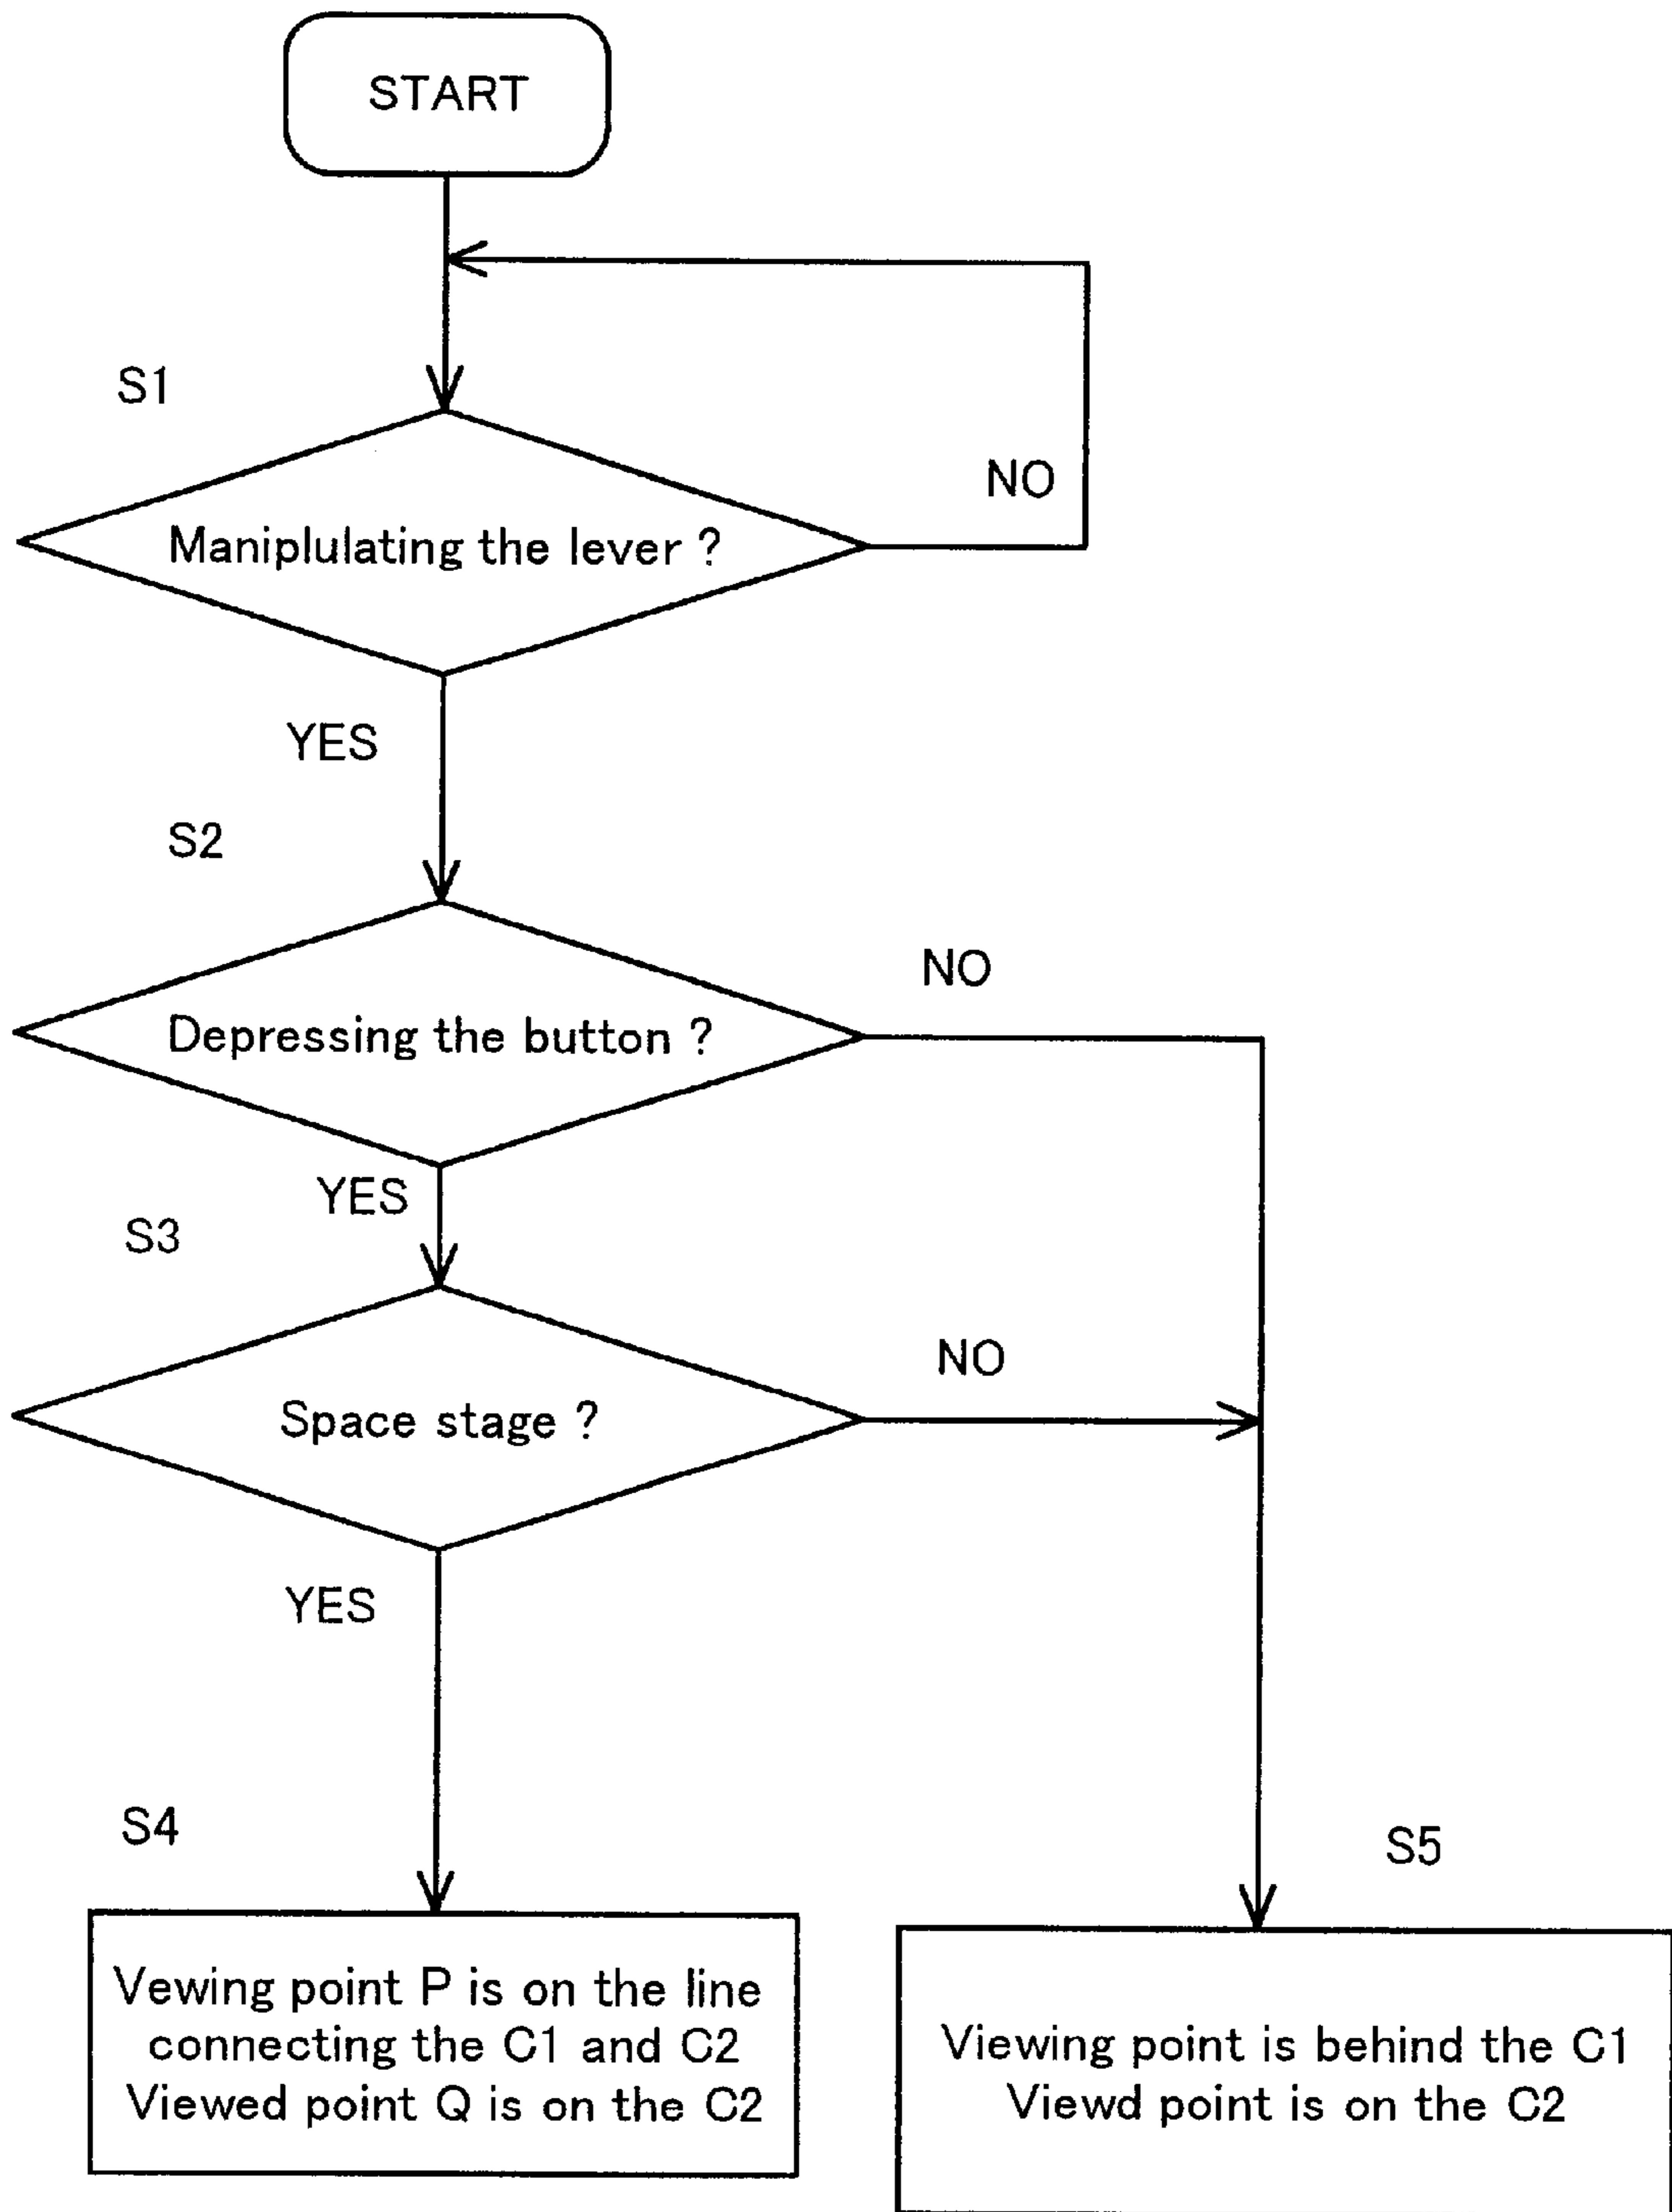 START
S1
NO
Maniplulating the lever ?
YES
S2
NO
Depressing the button ?
YES
S3
NO
Space stage ?
YES
S4
S5
Vewing point P is on the line
connecting the C1 and C2
Viewed point Q is on the C2
Viewing point is behind the C1
Viewd point is on the C2